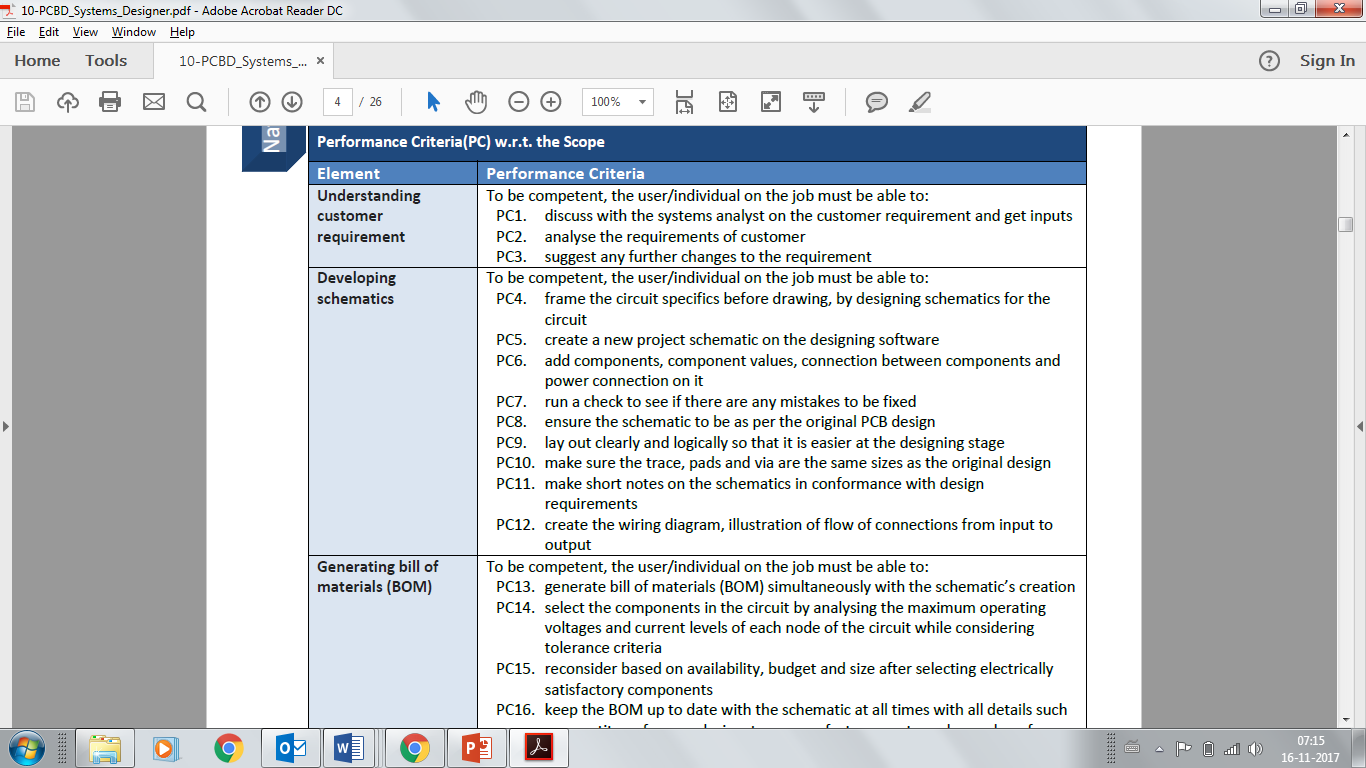 10-PCBD_Systems_Designer.pdf - Adobe Acrobat Reader DC
File Edit View Window Help
Home Tools 10-PCBD_Systems_... × Sign In
4 / 26 100%
Na
Performance Criteria(PC) w.r.t. the Scope
Element Performance Criteria
Understanding customer requirement
To be competent, the user/individual on the job must be able to:
PC1. discuss with the systems analyst on the customer requirement and get inputs
PC2. analyse the requirements of customer
PC3. suggest any further changes to the requirement
Developing schematics
To be competent, the user/individual on the job must be able to:
PC4. frame the circuit specifics before drawing, by designing schematics for the
circuit
PC5. create a new project schematic on the designing software
PC6. add components, component values, connection between components and
power connection on it
PC7. run a check to see if there are any mistakes to be fixed
PC8. ensure the schematic to be as per the original PCB design
PC9. lay out clearly and logically so that it is easier at the designing stage
PC10. make sure the trace, pads and via are the same sizes as the original design
PC11. make short notes on the schematics in conformance with design
requirements
PC12. create the wiring diagram, illustration of flow of connections from input to
output
Generating bill of materials (BOM)
To be competent, the user/individual on the job must be able to:
PC13. generate bill of materials (BOM) simultaneously with the schematic's creation
PC14. select the components in the circuit by analysing the maximum operating
voltages and current levels of each node of the circuit while considering
tolerance criteria
PC15. reconsider based on availability, budget and size after selecting electrically
satisfactory components
PC16. keep the BOM up to date with the schematic at all times with all details such
07:15
16-11-2017